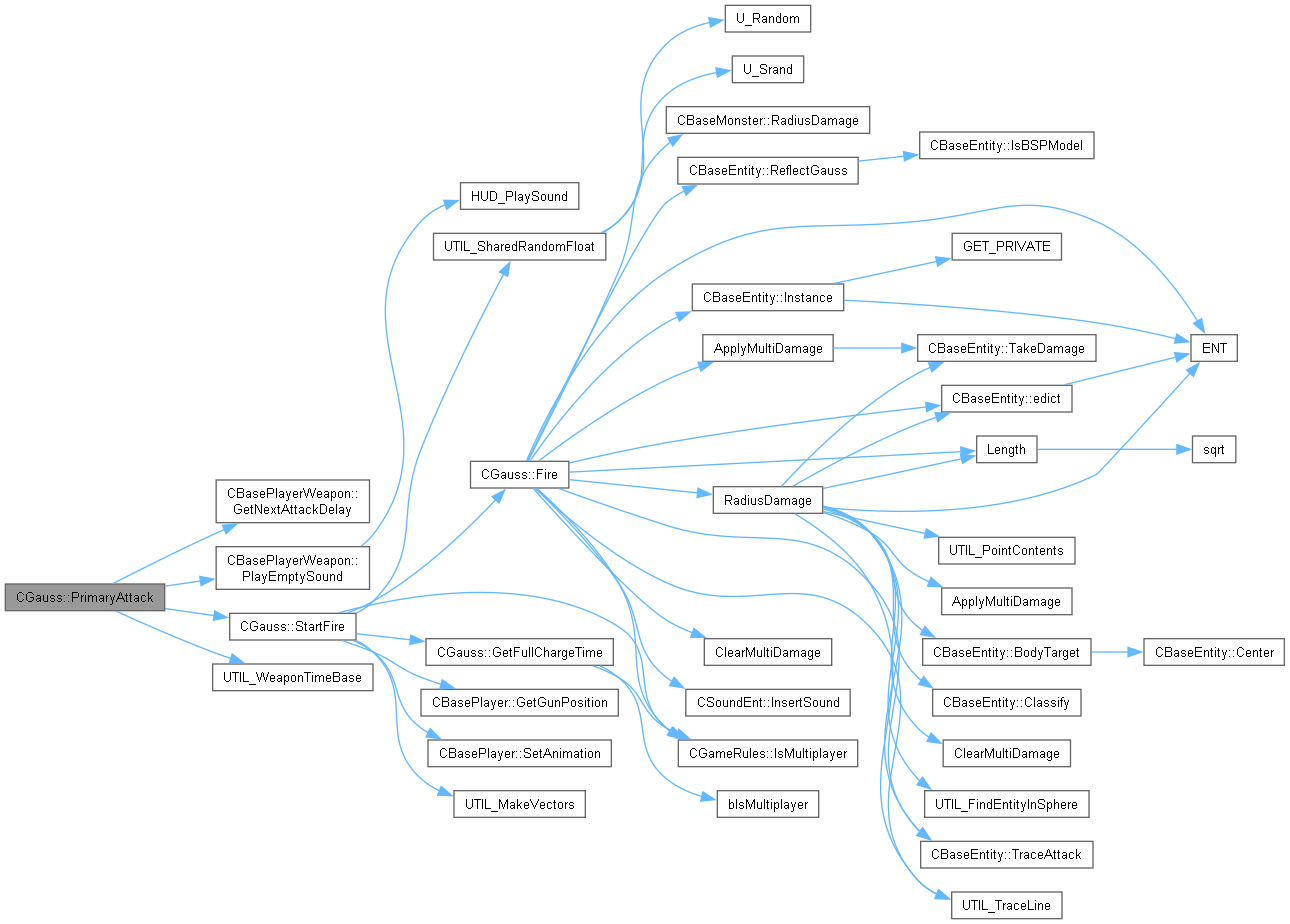 U_Random
U_Srand
CBaseMonster::RadiusDamage
CBaseEntity::IsBSPModel
CBaseEntity::ReflectGauss
HUD_PlaySound
UTIL_SharedRandomFloat
GET_PRIVATE
CBaseEntity::Instance
ApplyMultiDamage
CBaseEntity::TakeDamage
ENT
CBaseEntity::edict
Length
sqrt
CGauss::Fire
CBasePlayerWeapon::
GetNextAttackDelay
RadiusDamage
UTIL_PointContents
CBasePlayerWeapon::
PlayEmptySound
CGauss::PrimaryAttack
ApplyMultiDamage
CGauss::StartFire
CGauss::GetFullChargeTime
ClearMultiDamage
CBaseEntity::BodyTarget
CBaseEntity::Center
UTIL_WeaponTimeBase
CBasePlayer::GetGunPosition
CSoundEnt::InsertSound
CBaseEntity::Classify
CBasePlayer::SetAnimation
CGameRules::IsMultiplayer
ClearMultiDamage
UTIL_MakeVectors
bIsMultiplayer
UTIL_FindEntityInSphere
CBaseEntity::TraceAttack
UTIL_TraceLine